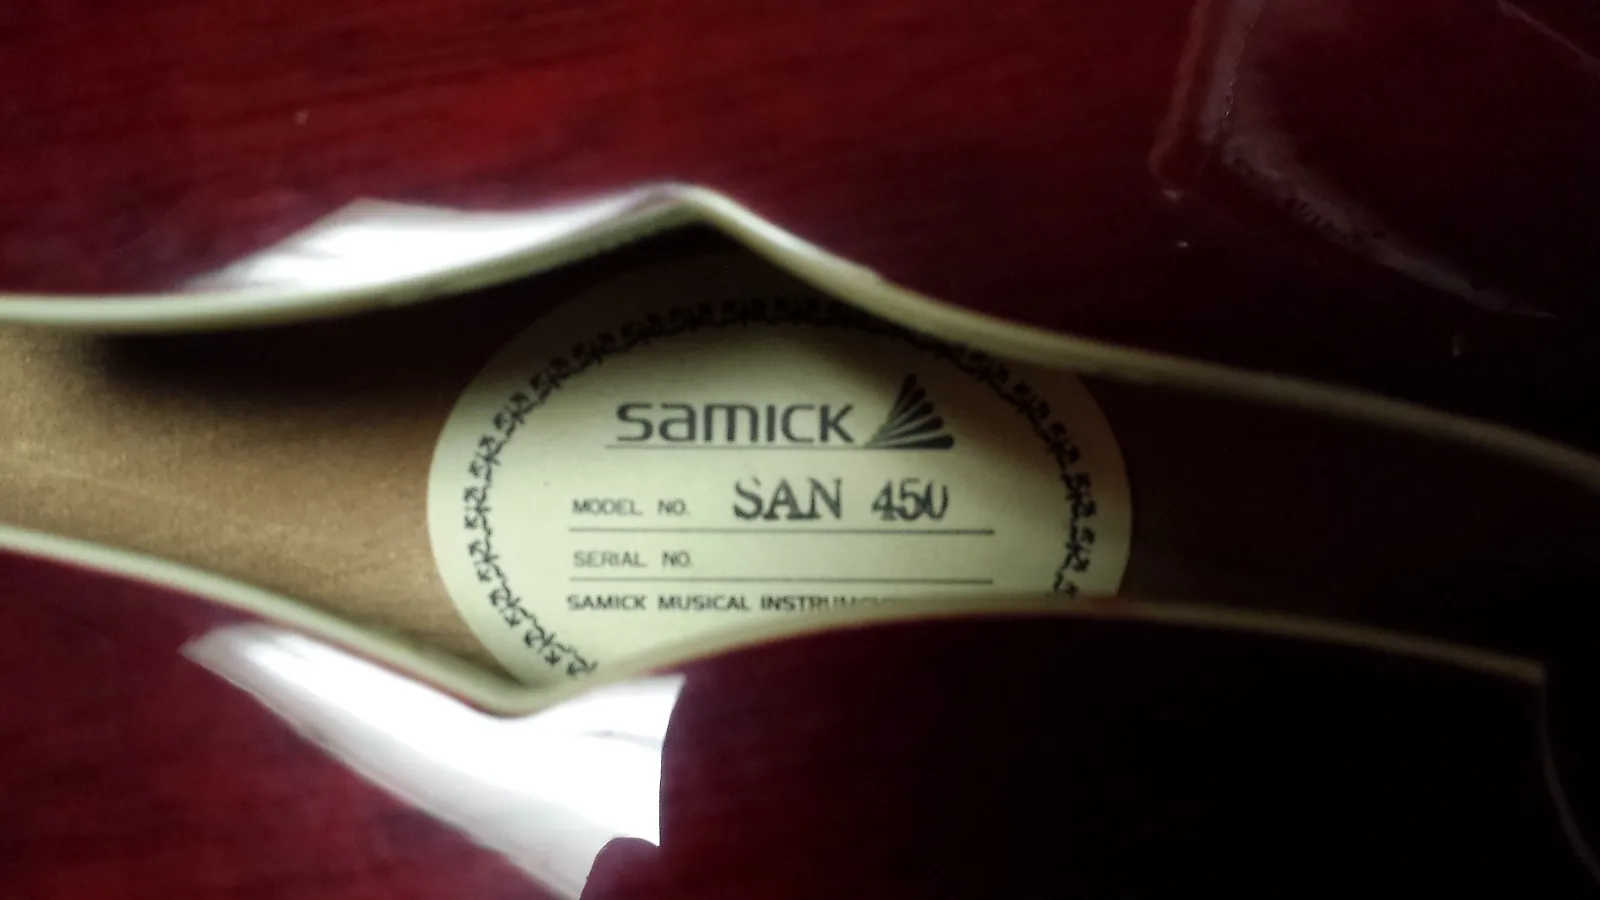 SAMICK
MODEL NO. SAN 450
SERIAL NO.
SAMICK MUSICAL